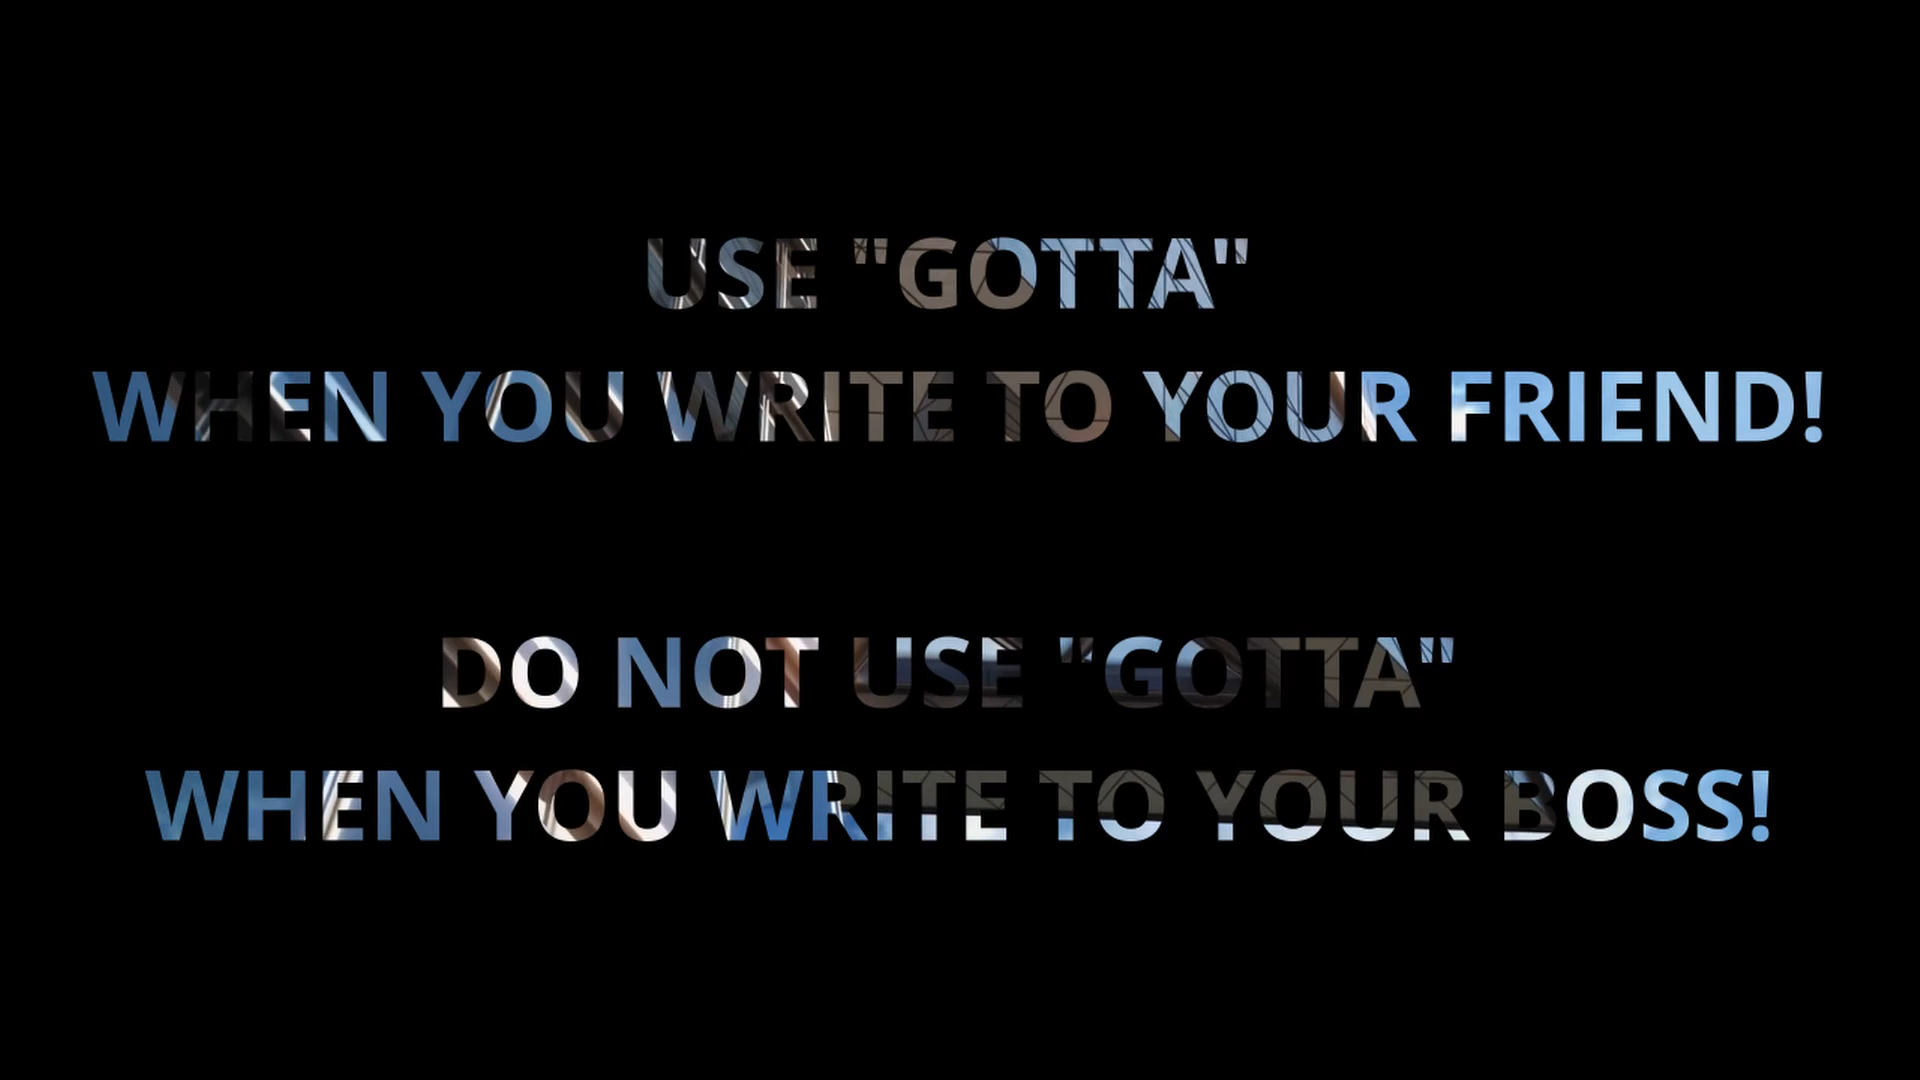 USE "GOTTA"
WHEN YOU WRITE TO YOUR FRIEND!
DO NOT USE "GOTTA"
WHEN YOU WRITE TO YOUR BOSS!